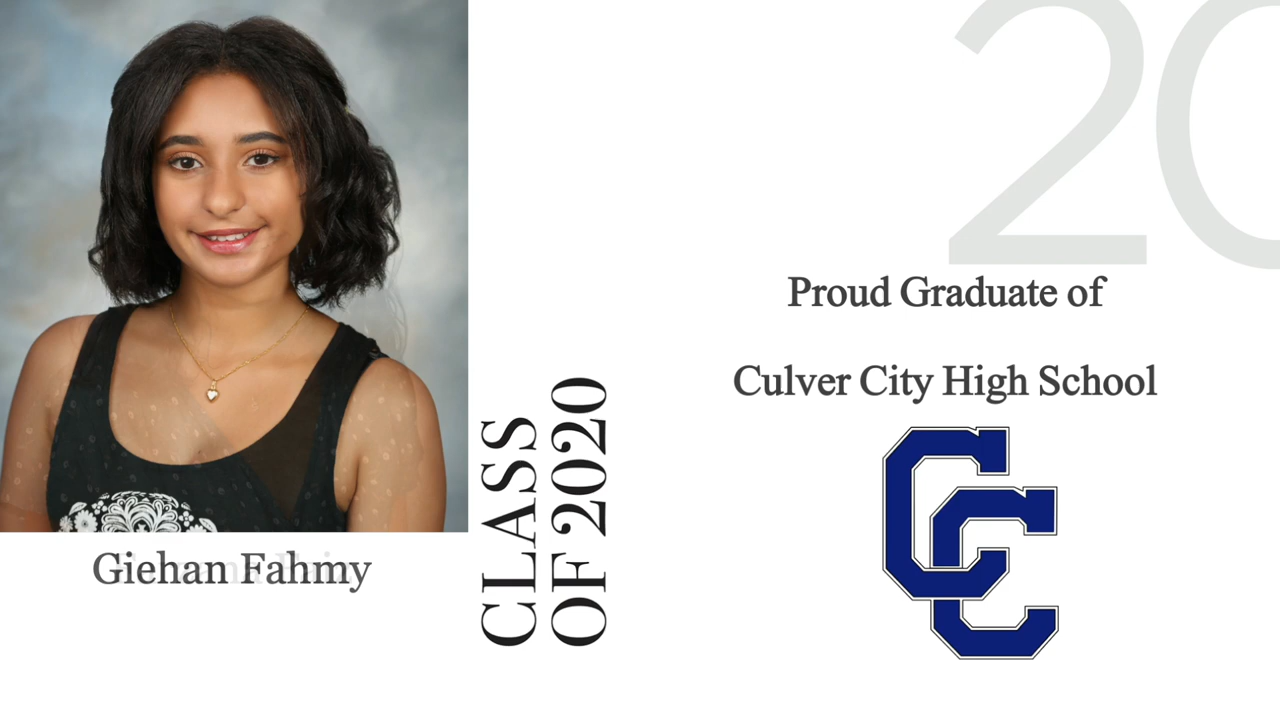 20
Proud Graduate of
Culver City High School
CLASS
OF 2020
CC
Giehan Fahmy